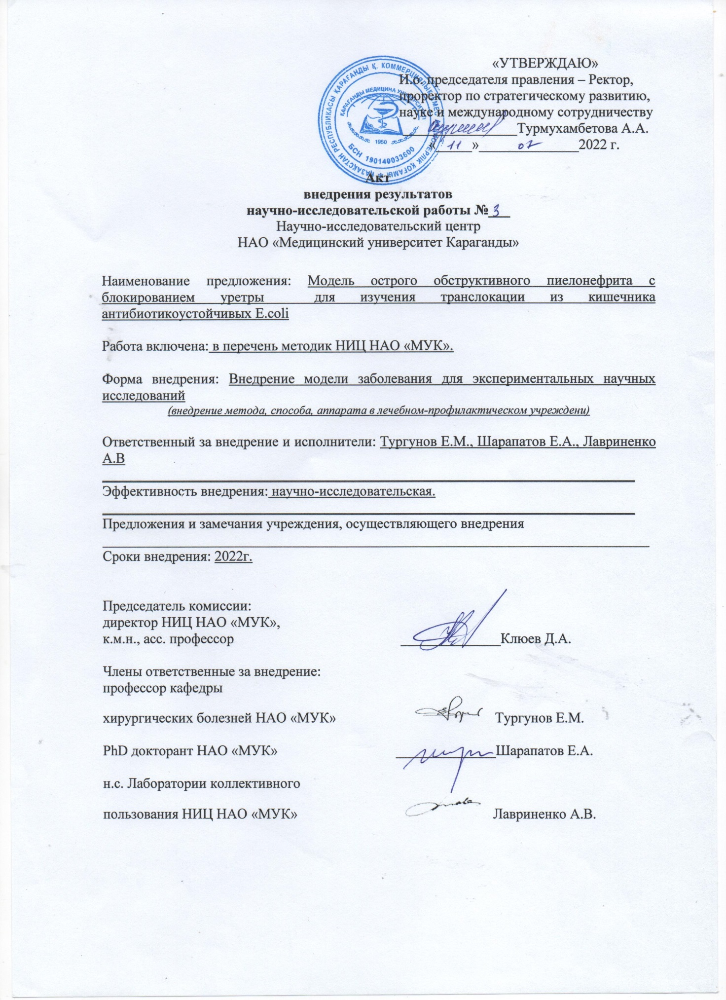 «УТВЕРЖДАЮ»
И.о. председателя правления – Ректор,
проректор по стратегическому развитию,
науке и международному сотрудничеству
Турмухамбетова А.А.
« 11 » 07 2022 г.
ҚАЗАҚСТАН РЕСПУБЛИКАСЫ ҚАРАҒАНДЫ Қ. КОММЕРЦИЯЛЫҚ ЕМЕС АКЦИОНЕРЛІК ҚОҒАМЫ
ҚАРАҒАНДЫ МЕДИЦИНА УНИВЕРСИТЕТІ
1950
БСН 190140033600
Акт
внедрения результатов
научно-исследовательской работы № 3
Научно-исследовательский центр
НАО «Медицинский университет Караганды»
Наименование предложения: Модель острого обструктивного пиелонефрита с
блокированием уретры для изучения транслокации из кишечника
антибиотикоустойчивых E.coli
Работа включена: в перечень методик НИЦ НАО «МУК».
Форма внедрения: Внедрение модели заболевания для экспериментальных научных
исследований
(внедрение метода, способа, аппарата в лечебном-профилактическом учреждени)
Ответственный за внедрение и исполнители: Тургунов Е.М., Шарапатов Е.А., Лавриненко
А.В
Эффективность внедрения: научно-исследовательская.
Предложения и замечания учреждения, осуществляющего внедрения
Сроки внедрения: 2022г.
Председатель комиссии:
директор НИЦ НАО «МУК»,
к.м.н., асс. профессор Клюев Д.А.
Члены ответственные за внедрение:
профессор кафедры
хирургических болезней НАО «МУК» Тургунов Е.М.
PhD докторант НАО «МУК» Шарапатов Е.А.
н.с. Лаборатории коллективного
пользования НИЦ НАО «МУК» Лавриненко А.В.